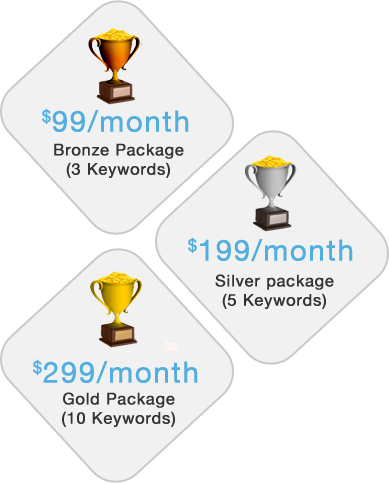 $99/month
Bronze Package
(3 Keywords)
$199/month
Silver package
(5 Keywords)
$299/month
Gold Package
(10 Keywords)